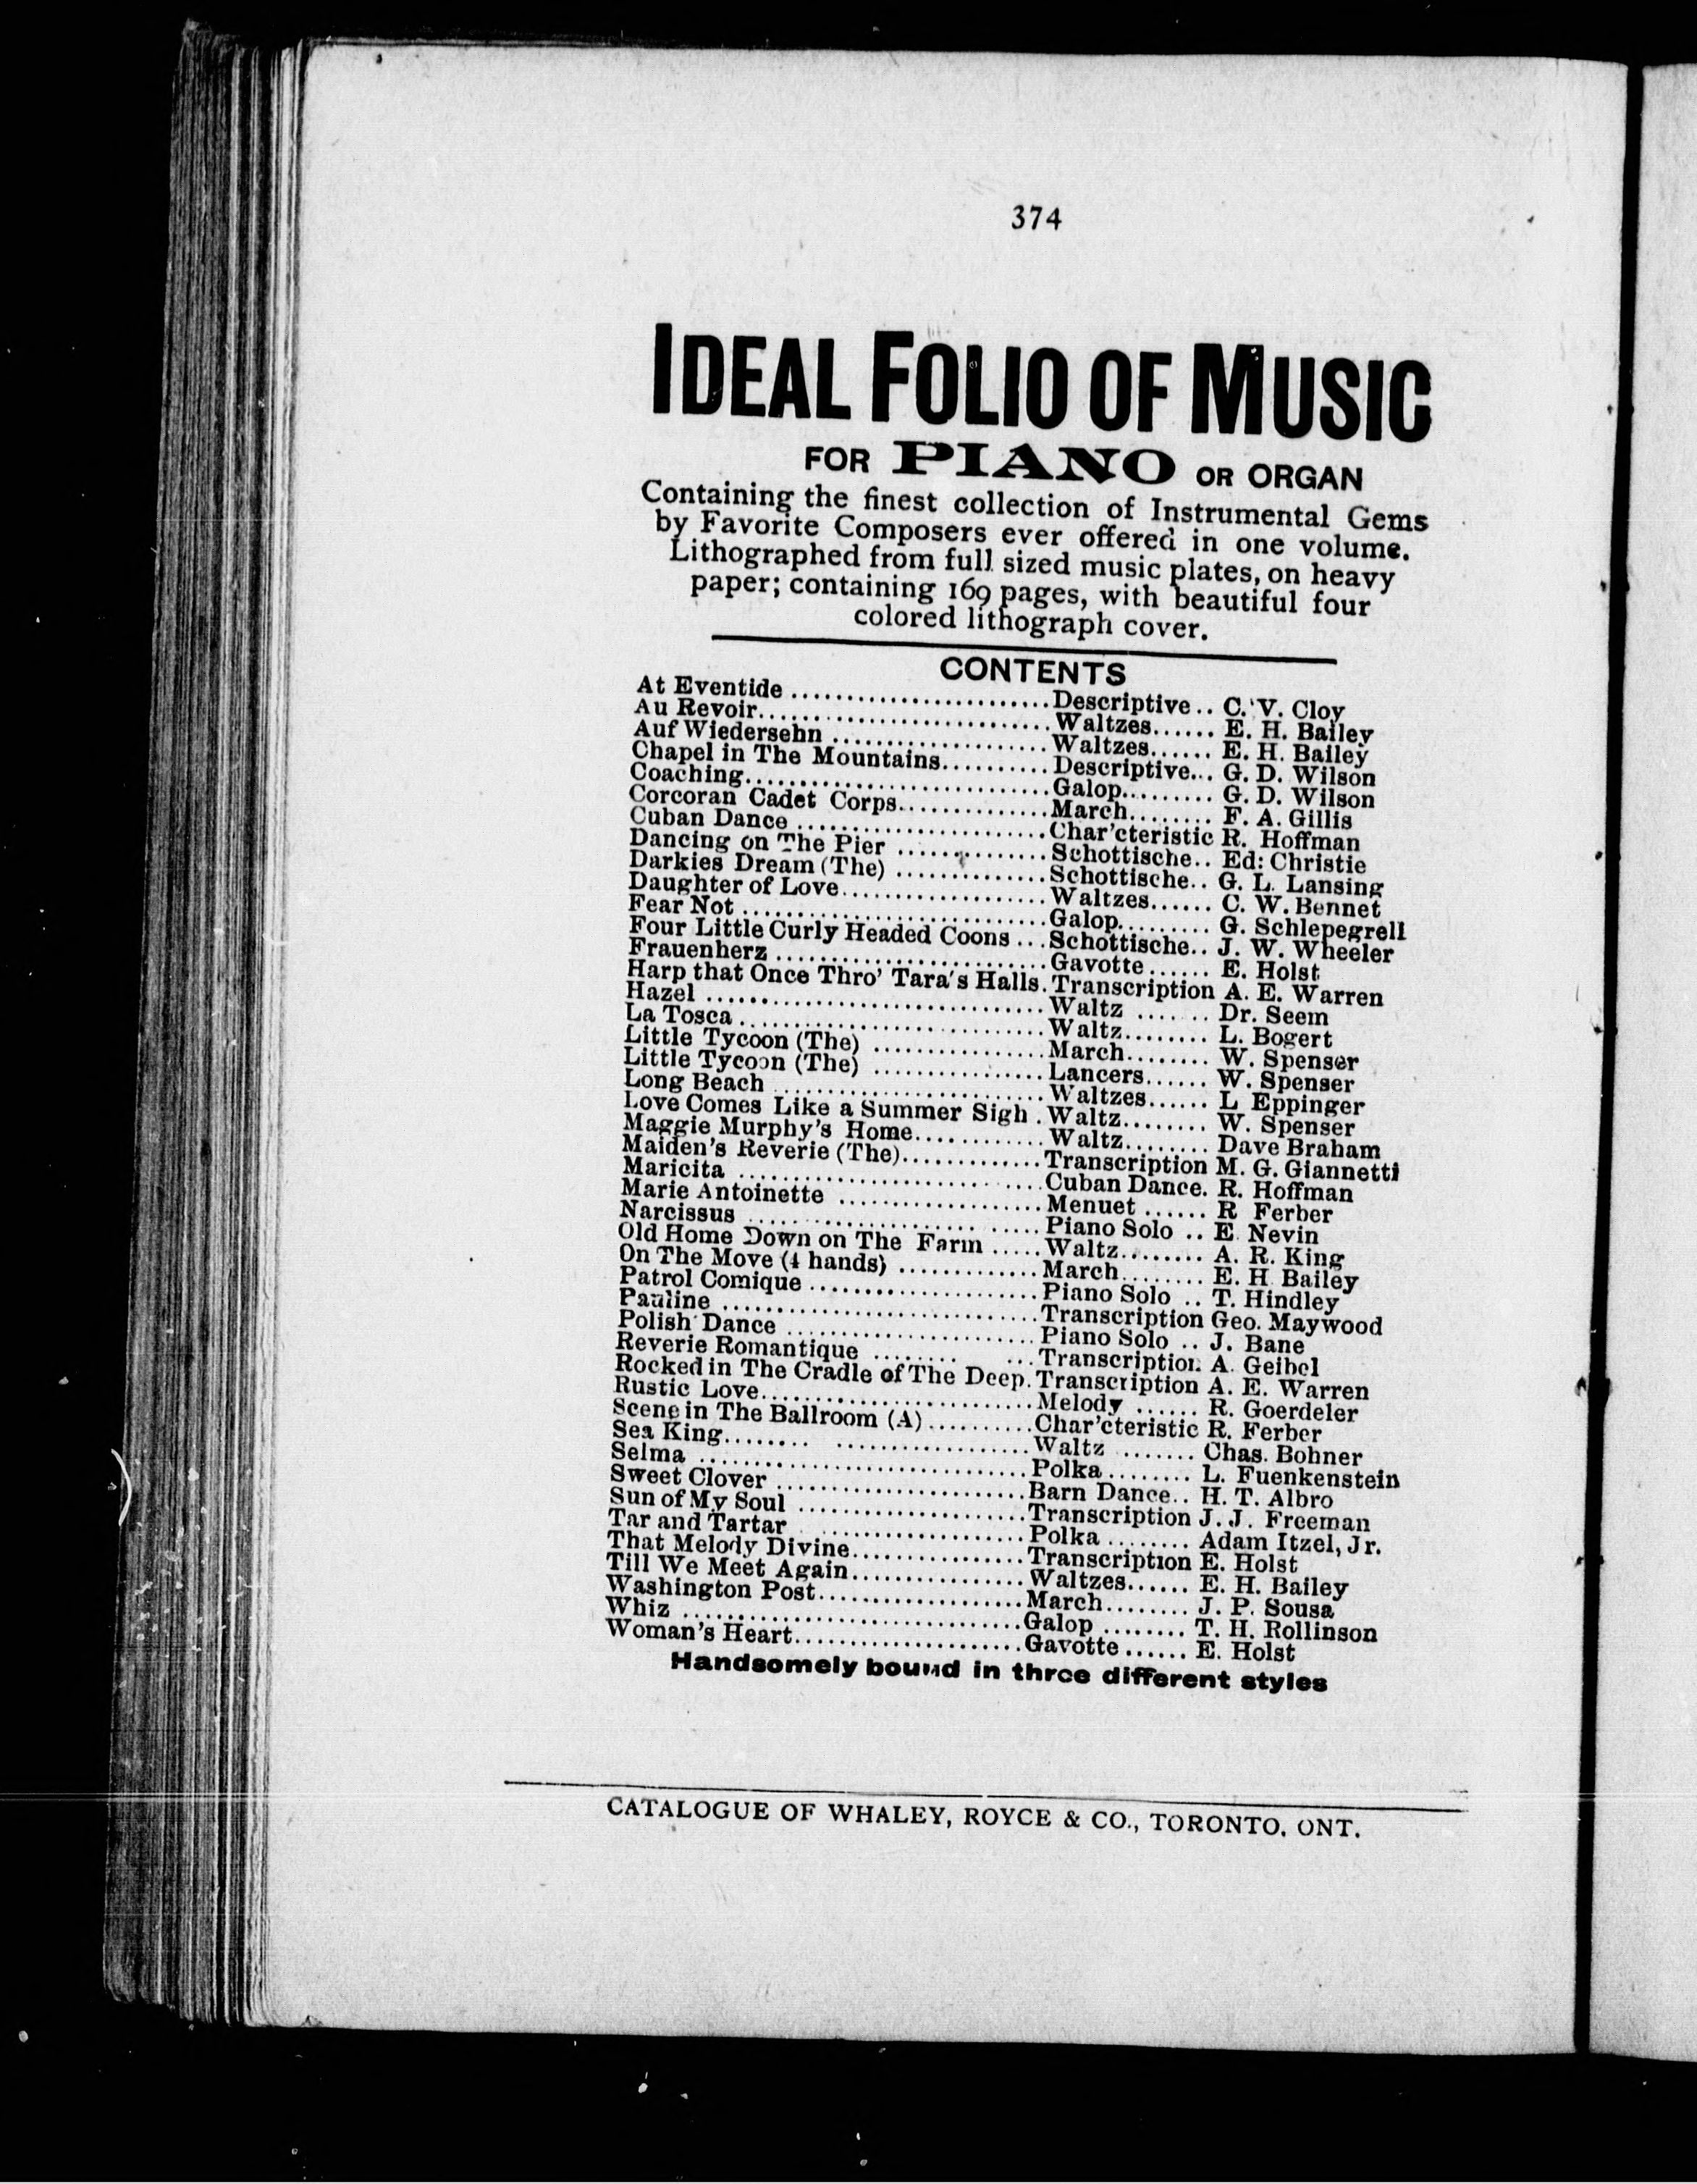 374
IDEAL FOLIO OF MUSIC
FOR PIANO OR ORGAN
Containing the finest collection of Instrumental Gems
by Favorite Composers ever offered in one volume.
Lithographed from full sized music plates, on heavy
paper; containing 169 pages, with beautiful four
colored lithograph cover.
CONTENTS
At Eventide ........................Descriptive.. C. V. Cloy
Au Revoir...........................Waltzes...... E. H. Bailey
Auf Wiedersehn ....................Waltzes...... E. H. Bailey
Chapel in The Mountains..........Descriptive... G. D. Wilson
Coaching............................Galop......... G. D. Wilson
Corcoran Cadet Corps..............March........ F. A. Gillis
Cuban Dance .......................Char'cteristic R. Hoffman
Dancing on The Pier ..............Schottische.. Ed: Christie
Darkies Dream (The) ..............Schottische.. G. L. Lansing
Daughter of Love...................Waltzes...... C. W. Bennet
Fear Not ............................Galop......... G. Schlepegrell
Four Little Curly Headed Coons ...Schottische.. J. W. Wheeler
Frauenherz .........................Gavotte...... E. Holst
Harp that Once Thro' Tara's Halls.Transcription A. E. Warren
Hazel ...............................Waltz ....... Dr. Seem
La Tosca ............................Waltz........ L. Bogert
Little Tycoon (The) ................March........ W. Spenser
Little Tycoon (The) ................Lancers...... W. Spenser
Long Beach .........................Waltzes...... L Eppinger
Love Comes Like a Summer Sigh .Waltz........ W. Spenser
Maggie Murphy's Home............Waltz........ Dave Braham
Maiden's Reverie (The).............Transcription M. G. Giannetti
Maricita ............................Cuban Dance. R. Hoffman
Marie Antoinette ...................Menuet ...... R Ferber
Narcissus ...........................Piano Solo .. E. Nevin
Old Home Down on The Farm .....Waltz........ A. R. King
On The Move (4 hands) .............March........ E. H. Bailey
Patrol Comique .....................Piano Solo .. T. Hindley
Pauline .............................Transcription Geo. Maywood
Polish Dance .......................Piano Solo .. J. Bane
Reverie Romantique ........ ...Transcription A. Geibel
Rocked in The Cradle of The Deep.Transcription A. E. Warren
Rustic Love.........................Melody ...... R. Goerdeler
Scene in The Ballroom (A)..........Char'cteristic R. Ferber
Sea King........ ..................Waltz ....... Chas. Bohner
Selma ..............................Polka........ L. Fuenkenstein
Sweet Clover .......................Barn Dance.. H. T. Albro
Sun of My Soul .....................Transcription J. J. Freeman
Tar and Tartar ...................Polka ........ Adam Itzel, Jr.
That Melody Divine................Transcription E. Holst
Till We Meet Again................Waltzes...... E. H. Bailey
Washington Post...................March........ J. P. Sousa
Whiz ...............................Galop ........ T. H. Rollinson
Woman's Heart.....................Gavotte...... E. Holst
Handsomely bound in three different styles
CATALOGUE OF WHALEY, ROYCE & CO., TORONTO, ONT.